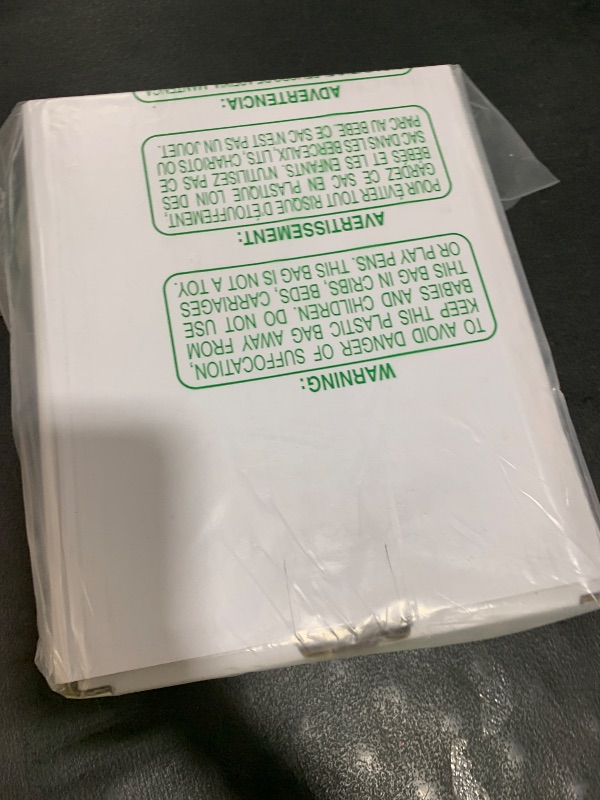 WARNING:
TO AVOID DANGER OF SUFFOCATION,
KEEP THIS PLASTIC BAG AWAY FROM
BABIES AND CHILDREN. DO NOT USE
THIS BAG IN CRIBS, BEDS, CARRIAGES
OR PLAY PENS. THIS BAG IS NOT A TOY.
AVERTISSEMENT:
POUR ÉVITER TOUT RISQUE D'ÉTOUFFEMENT,
GARDEZ CE SAC EN PLASTIQUE LOIN DES
BÉBÉS ET LES ENFANTS. N'UTILISEZ PAS CE
SAC DANS LES BERCEAUX, LITS, CHARIOTS OU
PARC AU BEBE. CE SAC N'EST PAS UN JOUET.
ADVERTENCIA: